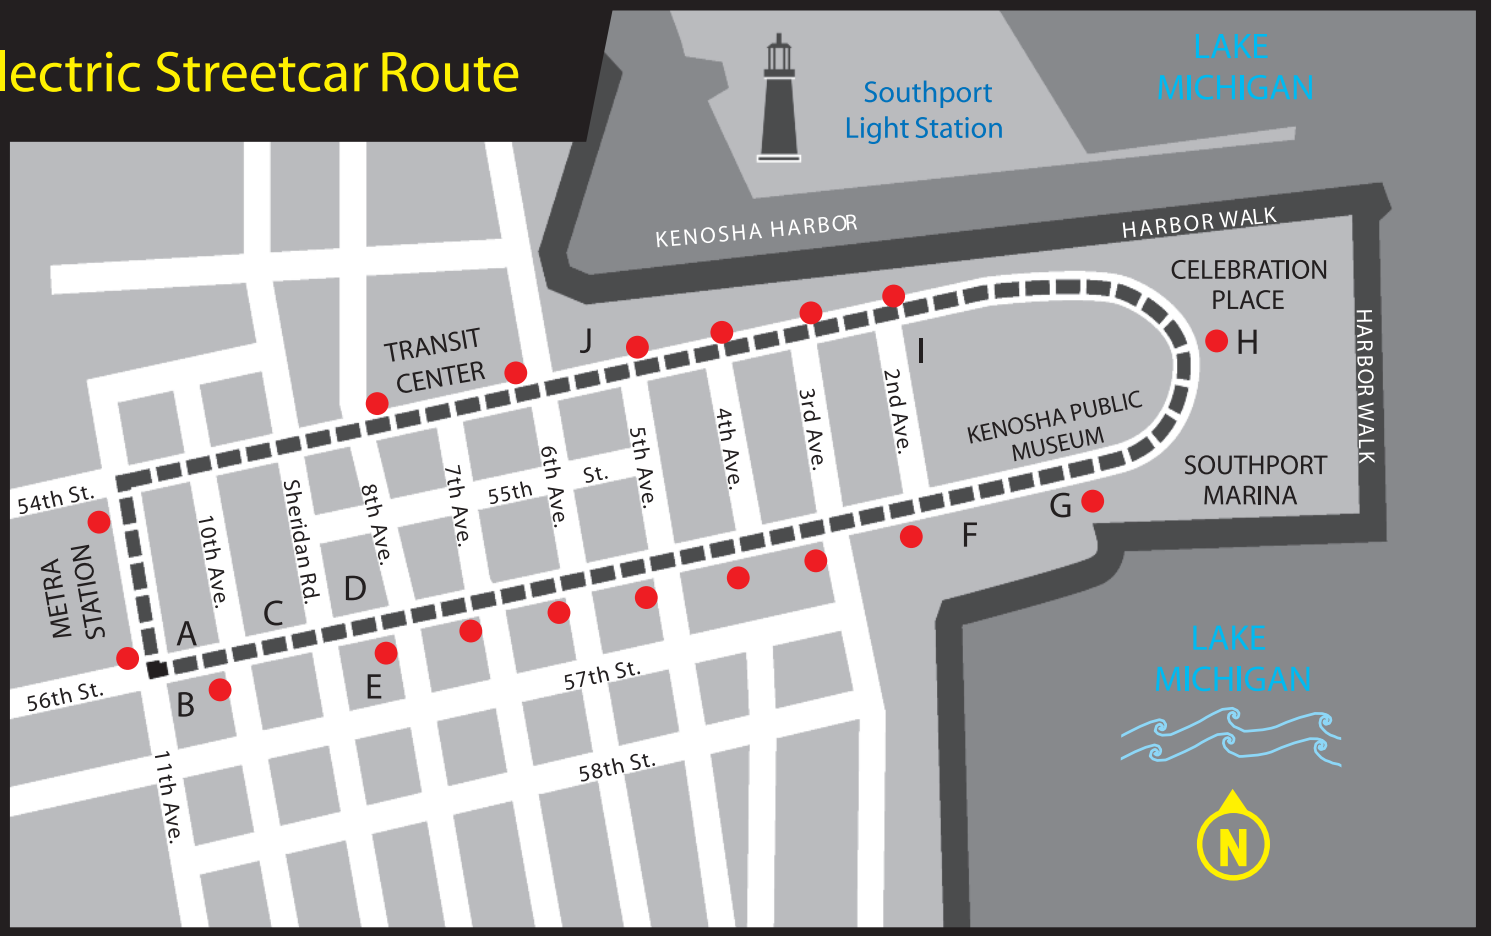 lectric Streetcar Route
LAKE
MICHIGAN
Southport
Light Station
KENOSHA HARBOR
HARBOR WALK
CELEBRATION
PLACE
H
HARBOR WALK
TRANSIT
CENTER
J
I
2nd Ave.
3rd Ave.
4th Ave.
5th Ave.
6th Ave.
7th Ave.
8th Ave.
Sheridan Rd.
10th Ave.
KENOSHA PUBLIC
MUSEUM
SOUTHPORT
MARINA
G
F
54th St.
55th St.
METRA
STATION
A
B
C
D
E
56th St.
57th St.
58th St.
11th Ave.
LAKE
MICHIGAN
N